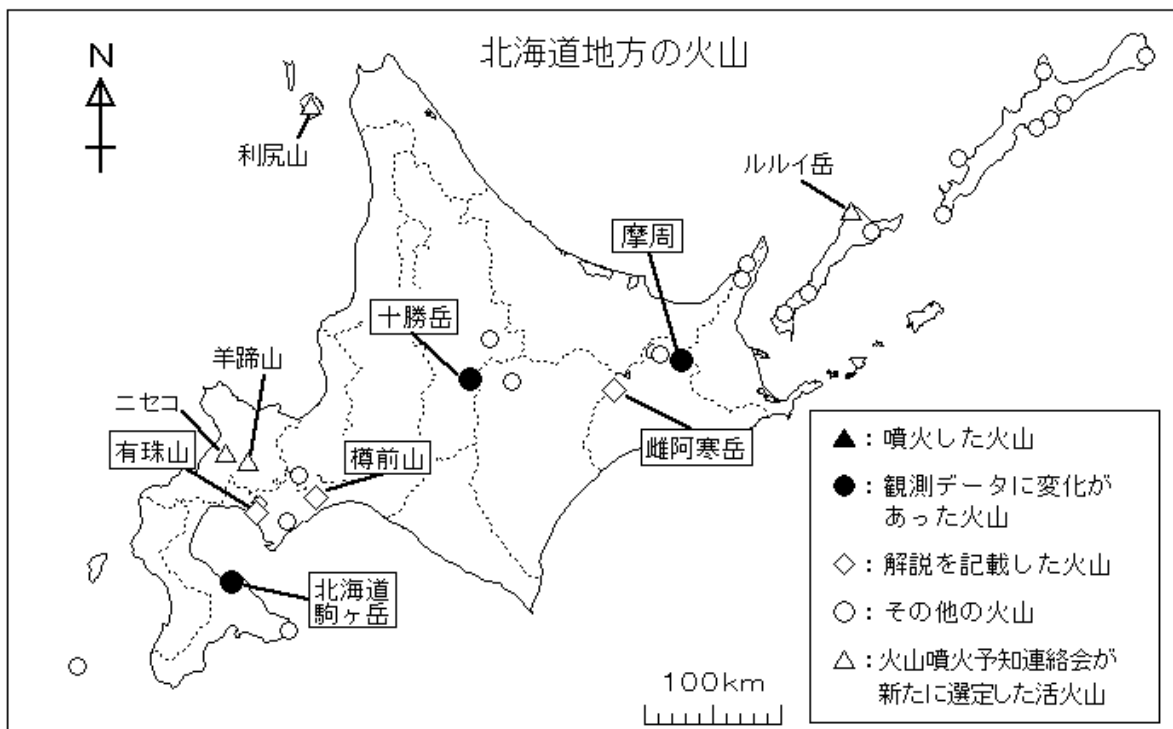 北海道地方の火山
N
利尻山
ルルイ岳
摩周
十勝岳
羊蹄山
ニセコ
有珠山
樽前山
雌阿寒岳
北海道
駒ヶ岳
100km
▲：噴火した火山
●：観測データに変化が
あった火山
◇：解説を記載した火山
○：その他の火山
△：火山噴火予知連絡会が
新たに選定した活火山